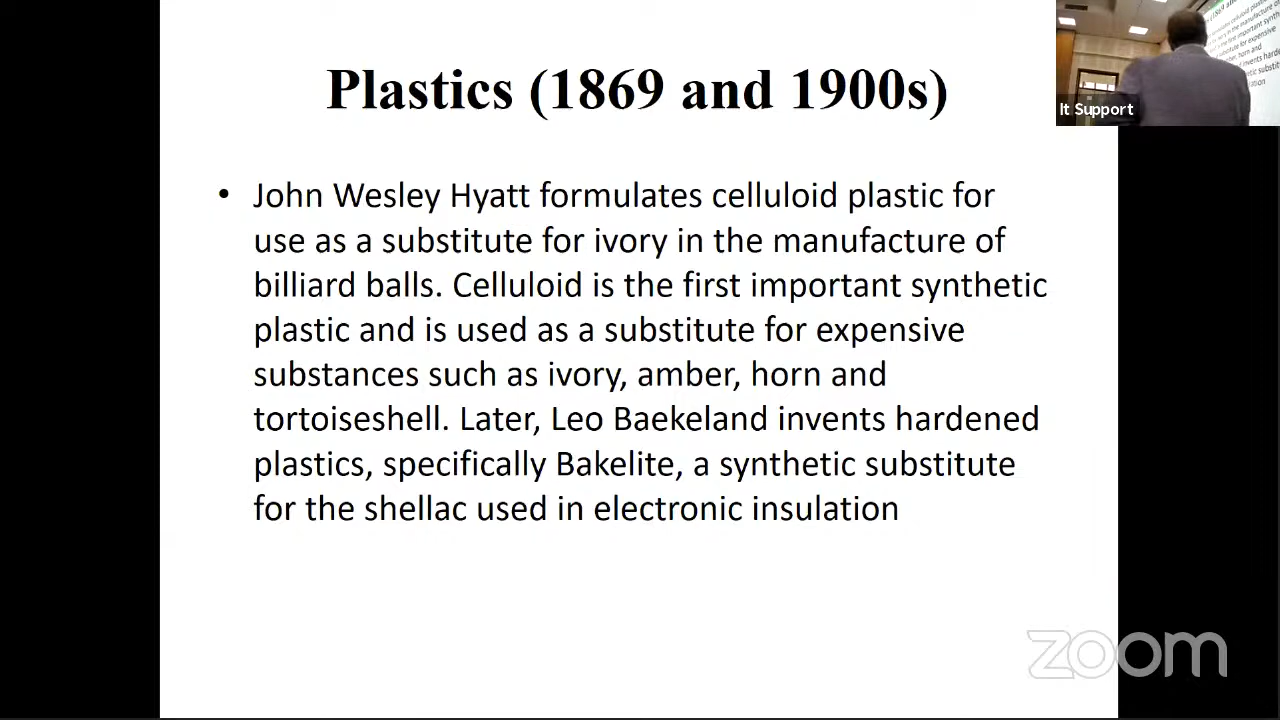 Plastics (1869 and 1900s)
• John Wesley Hyatt formulates celluloid plastic for
use as a substitute for ivory in the manufacture of
billiard balls. Celluloid is the first important synthetic
plastic and is used as a substitute for expensive
substances such as ivory, amber, horn and
tortoiseshell. Later, Leo Baekeland invents hardened
plastics, specifically Bakelite, a synthetic substitute
for the shellac used in electronic insulation
It Support
zoom